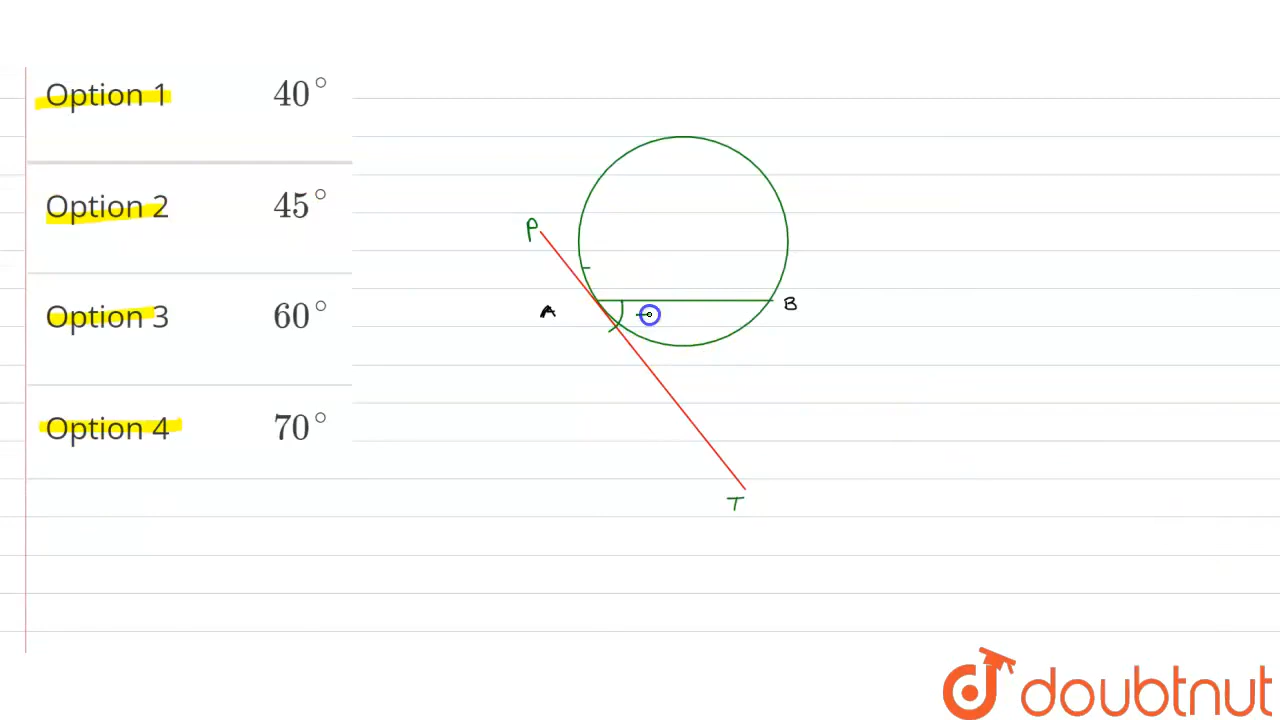 Option 1 40°
Option 2 45°
Option 3 60°
Option 4 70°
P
A
B
T
doubtnut